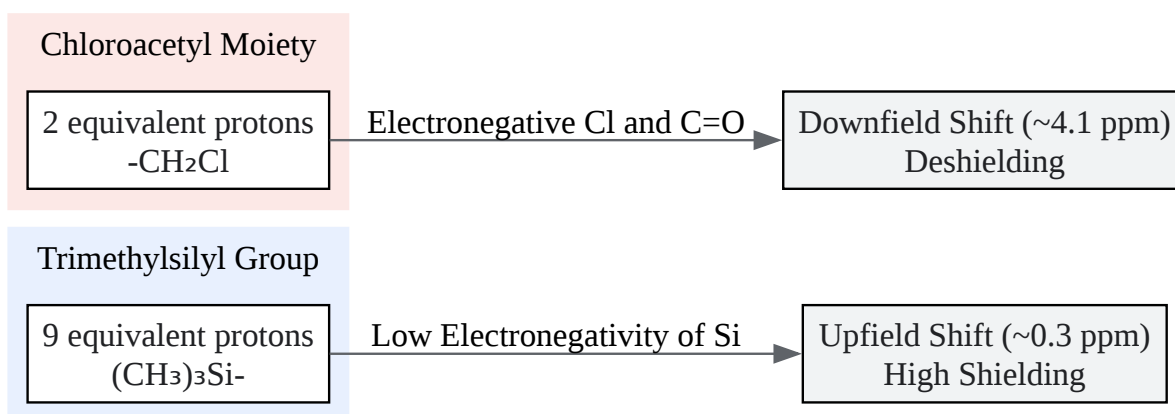 Chloroacetyl Moiety
2 equivalent protons
-CH₂Cl
Electronegative Cl and C=O
Downfield Shift (~4.1 ppm)
Deshielding
Trimethylsilyl Group
9 equivalent protons
(CH₃)₃Si-
Low Electronegativity of Si
Upfield Shift (~0.3 ppm)
High Shielding